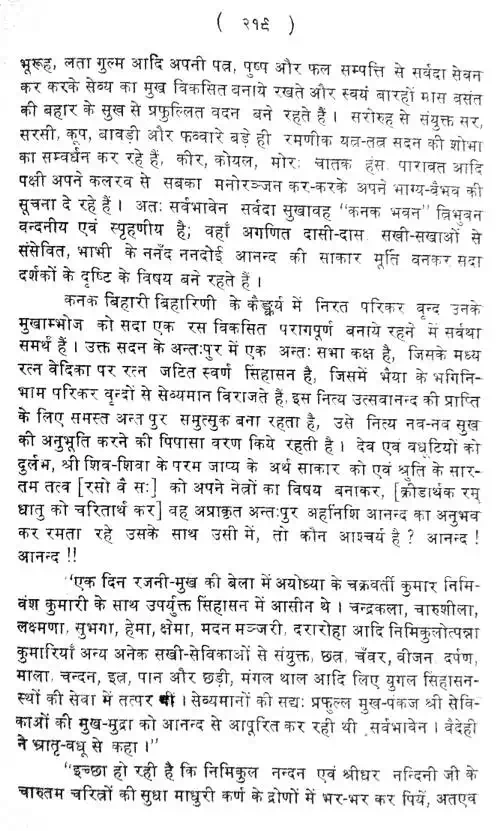 ( २१९ )
भूरूह, लता गुल्म आदि अपनी पत्र, पुष्प और फल सम्पत्ति से सर्वदा सेवन
कर करके सेव्य का मुख विकसित बनाये रखते और स्वयं बारहों मास वसंत
की बहार के सुख से प्रफुल्लित वदन बने रहते हैं । सरोरुह से संयुक्त सर,
सरसी, कूप, बावड़ी और फव्वारे बड़े ही रमणीक यत्र-तत्र सदन की शोभा
का सम्वर्धन कर रहे हैं, कीर, कोयल, मोर, चातक हंस, पारावत आदि
पक्षी अपने कलरव से सबका मनोरञ्जन कर-करके अपने भाग्य-वैभव की
सूचना दे रहे हैं । अतः सर्वभावेन सर्वदा सुखावह "कनक भवन" त्रिभुवन
वन्दनीय एवं स्पृहणीय है; वहाँ अगणित दासी-दास सखी-सखाओं से
संसेवित, भाभी के ननँद ननदोई आनन्द की साकार मूर्ति वनकर सदा
दर्शकों के दृष्टि के विषय बने रहते हैं ।
कनक बिहारी बिहारिणी के कैङ्कर्य में निरत परिकर वृन्द उनके
मुखाम्भोज को सदा एक रस विकसित परागपूर्ण बनाये रहने में सर्वथा
समर्थ हैं । उक्त सदन के अन्तःपुर में एक अन्तः सभा कक्ष है, जिसके मध्य
रत्न वेदिका पर रत्न जटित स्वर्ण सिंहासन है, जिसमें भैया के भगिनि-
भाम परिकर वृन्दों से सेव्यमान विराजते हैं, इस नित्य उत्सवानन्द की प्राप्ति
के लिए समस्त अन्त पुर समुत्सुक बना रहता है, उसे नित्य नव-नव सुख
की अनुभूति करने की पिपासा वरण किये रहती है । देव एवं वधूटियों को
दुर्लभ, श्री शिव-शिवा के परम जाप्य के अर्थ साकार को एवं श्रुति के सार-
तम तत्व [रसो वै सः] को अपने नेत्रों का विषय बनाकर, [क्रीडार्थक रम्
धातु को चरितार्थ कर] वह अप्राकृत अन्तःपुर अहर्निशि आनन्द का अनुभव
कर रमता रहे उसके साथ उसी में, तो कौन आश्चर्य है ? आनन्द !
आनन्द !!
"एक दिन रजनी-मुख की बेला में अयोध्या के चक्रवर्ती कुमार निमि-
वंश कुमारी के साथ उपर्युक्त सिंहासन में आसीन थे । चन्द्रकला, चारुशीला,
लक्ष्मणा, सुभगा, हेमा, क्षेमा, मदन मञ्जरी, दरारोहा आदि निमिकुलोत्पन्ना
कुमारियाँ अन्य अनेक सखी-सेविकाओं से संयुक्त, छत्र, चँवर, वीजन, दर्पण,
माला, चन्दन, इत्र, पान और छड़ी, मंगल थाल आदि लिए युगल सिंहासन-
स्थों की सेवा में तत्पर थीं । सेव्यमानों की सद्यः प्रफुल्ल मुख-पंकज श्री सेवि-
काओं की मुख-मुद्रा को आनन्द से आपूरित कर रही थी सर्वभावेन । वैदेही
ने भ्रातृ-वधू से कहा ।"
"इच्छा हो रही है कि निमिकुल नन्दन एवं श्रीधर नन्दिनी जी के
चारुतम चरित्रों की सुधा माधुरी कर्ण के द्रोणों में भर-भर कर पियें, अतएव